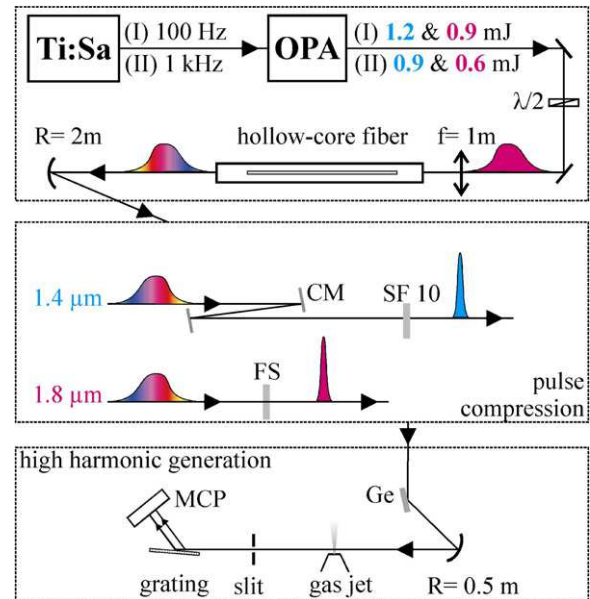 Ti:Sa
(I) 100 Hz
(II) 1 kHz
OPA
(I) 1.2 & 0.9 mJ
(II) 0.9 & 0.6 mJ
λ/2
R= 2m
hollow-core fiber
f= 1m
1.4 µm
CM
SF 10
1.8 µm
FS
pulse
compression
high harmonic generation
MCP
Ge
grating
slit
gas jet
R= 0.5 m